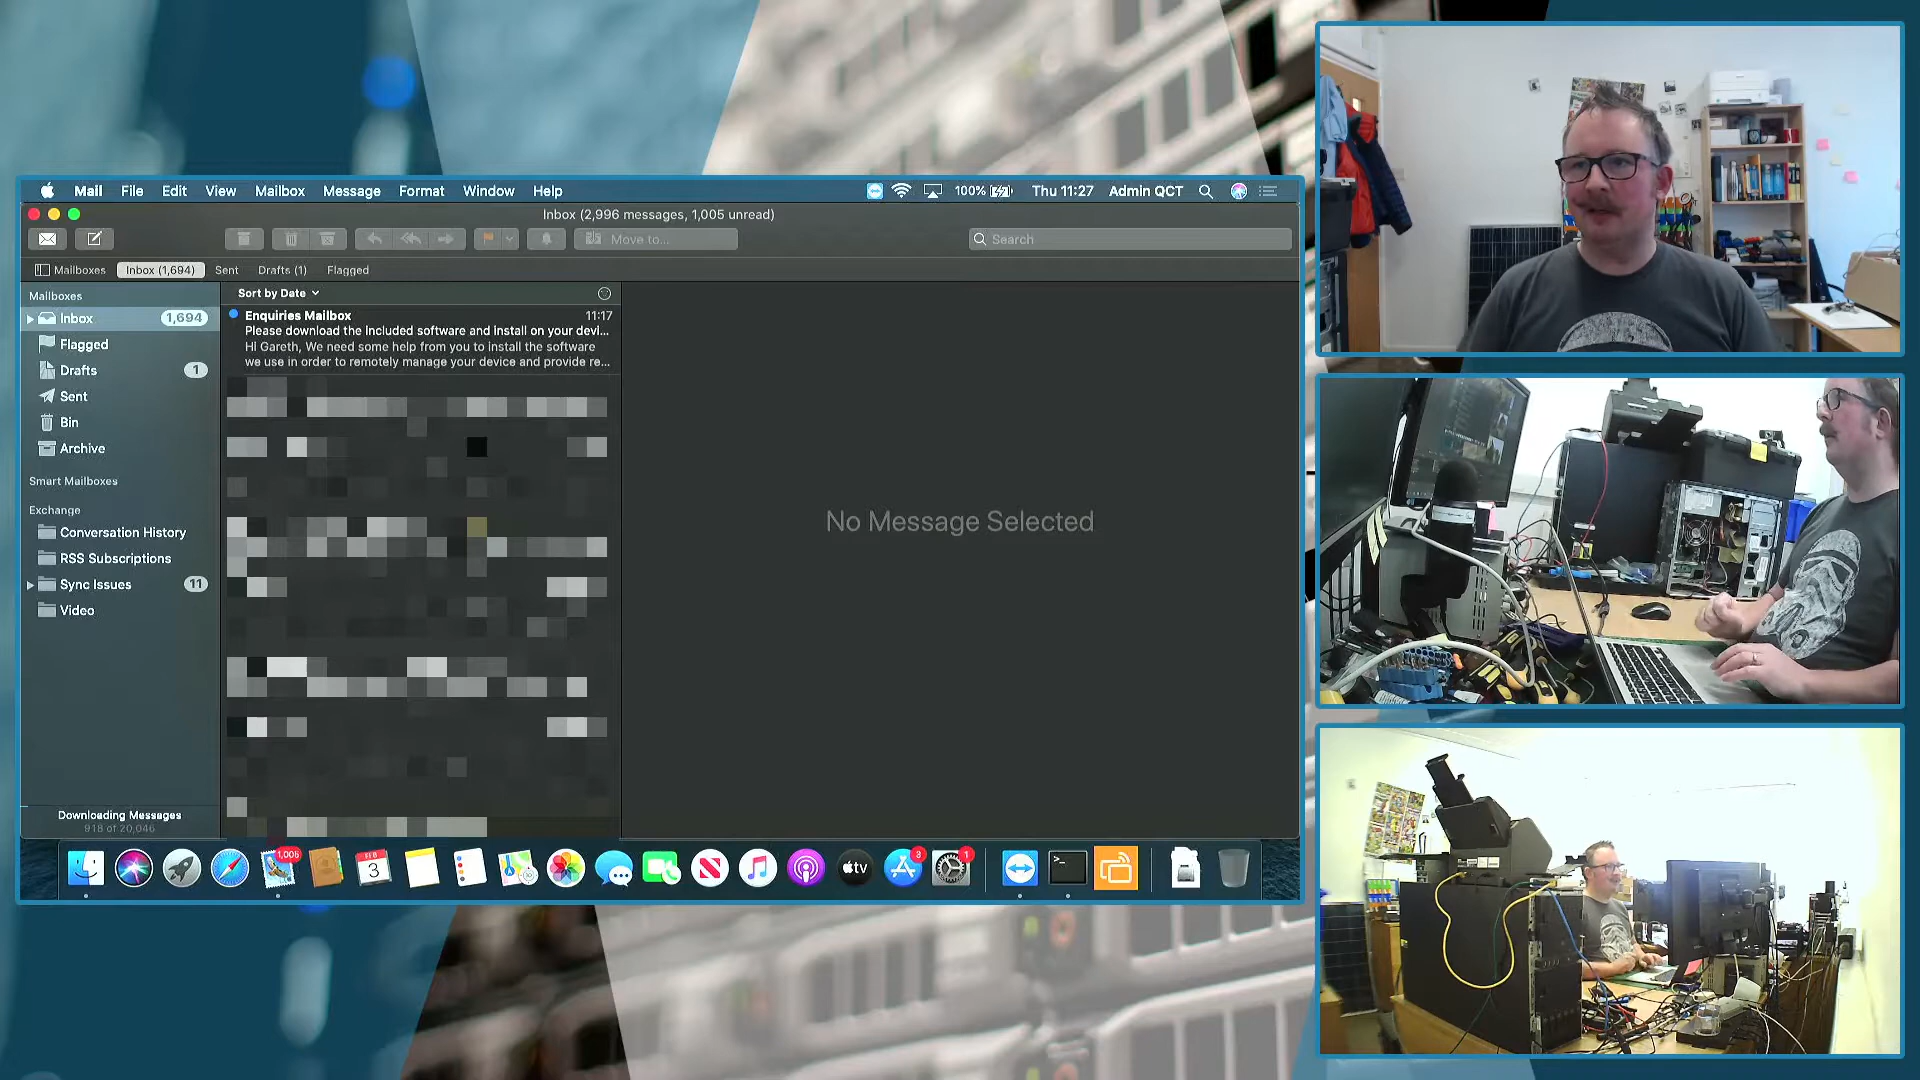 Mail File Edit View Mailbox Message Format Window Help 100% Thu 11:27 Admin QCT
Inbox (2,996 messages, 1,005 unread)
Move to...
Search
Mailboxes Inbox (1,694) Sent Drafts (1) Flagged
Mailboxes
Inbox 1,694
Flagged
Drafts 1
Sent
Bin
Archive
Smart Mailboxes
Exchange
Conversation History
RSS Subscriptions
Sync Issues 11
Video
Downloading Messages
918 of 20,046
Sort by Date
Enquiries Mailbox 11:17
Please download the included software and install on your devi...
Hi Gareth, We need some help from you to install the software
we use in order to remotely manage your device and provide re...
No Message Selected
1,005
FEB
3
tv
3
1
>_